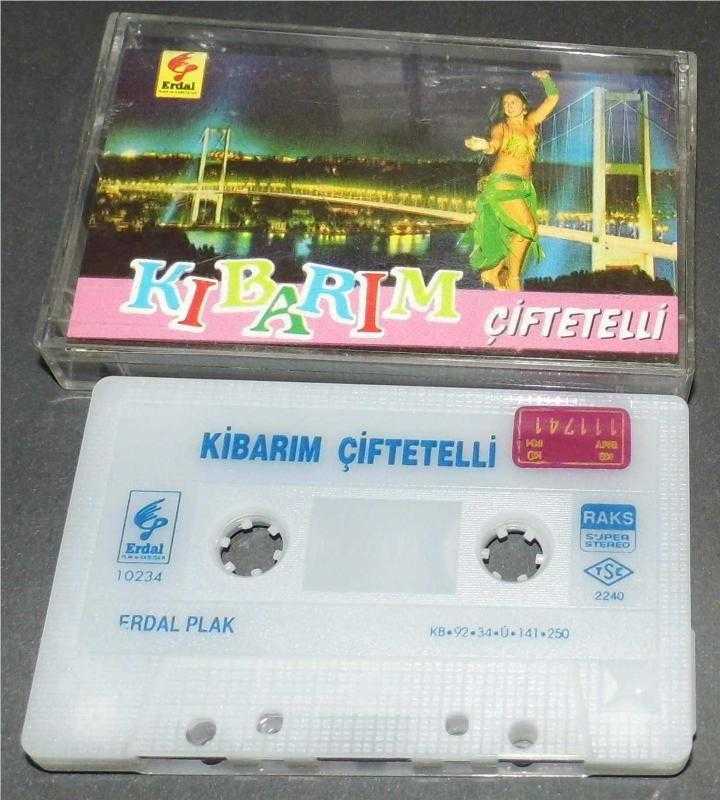 Erdal
KIBARIM
ÇİFTETELLİ
KİBARIM ÇİFTETELLİ
111741
Erdal
10234
RAKS
SUPER
STEREO
TSE
2240
ERDAL PLAK
KB•92•34•Ü•141•250